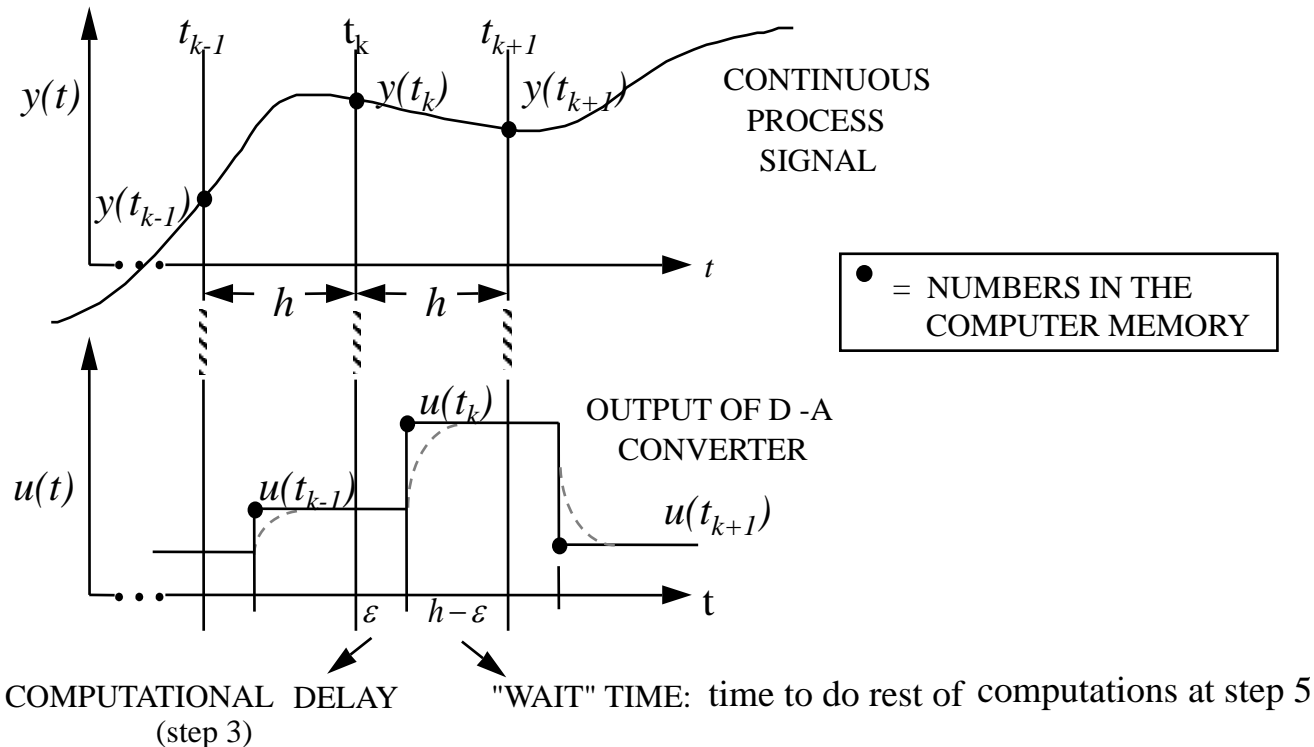 t_{k-1} t_k t_{k+1}
y(t)
y(t_k) y(t_{k+1})
CONTINUOUS
PROCESS
SIGNAL
y(t_{k-1})
t
h h
= NUMBERS IN THE
COMPUTER MEMORY
u(t_k)
OUTPUT OF D -A
CONVERTER
u(t)
u(t_{k-1})
u(t_{k+1})
t
ε h−ε
COMPUTATIONAL DELAY
(step 3)
"WAIT" TIME: time to do rest of computations at step 5